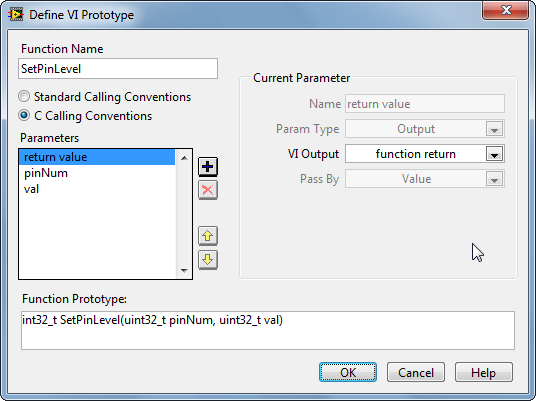 Define VI Prototype
Function Name
SetPinLevel
Standard Calling Conventions
C Calling Conventions
Parameters
return value
pinNum
val
Current Parameter
Name return value
Param Type Output
VI Output function return
Pass By Value
Function Prototype:
int32_t SetPinLevel(uint32_t pinNum, uint32_t val)
OK Cancel Help